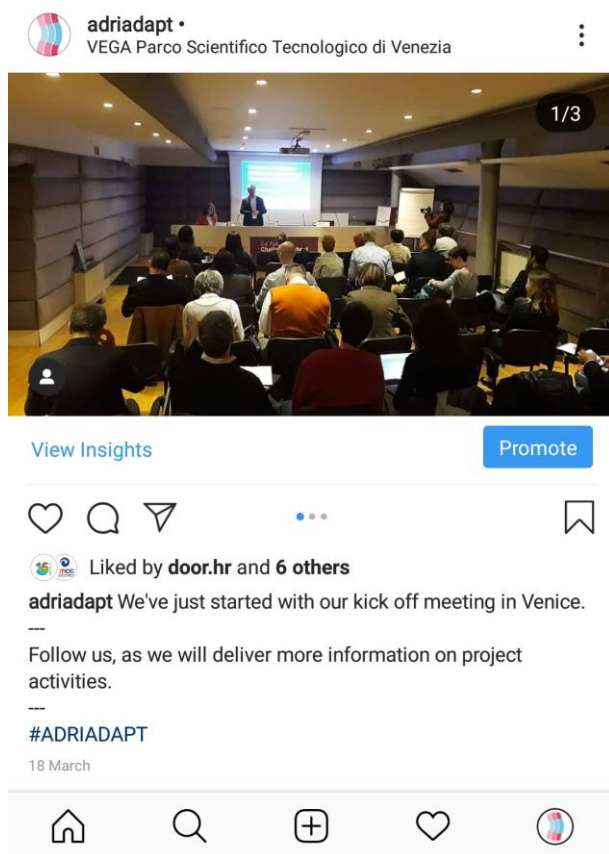 adriadapt •
VEGA Parco Scientifico Tecnologico di Venezia
1/3
View Insights
Promote
15
Liked by door.hr and 6 others
adriadapt We've just started with our kick off meeting in Venice.
---
Follow us, as we will deliver more information on project
activities.
---
#ADRIADAPT
18 March